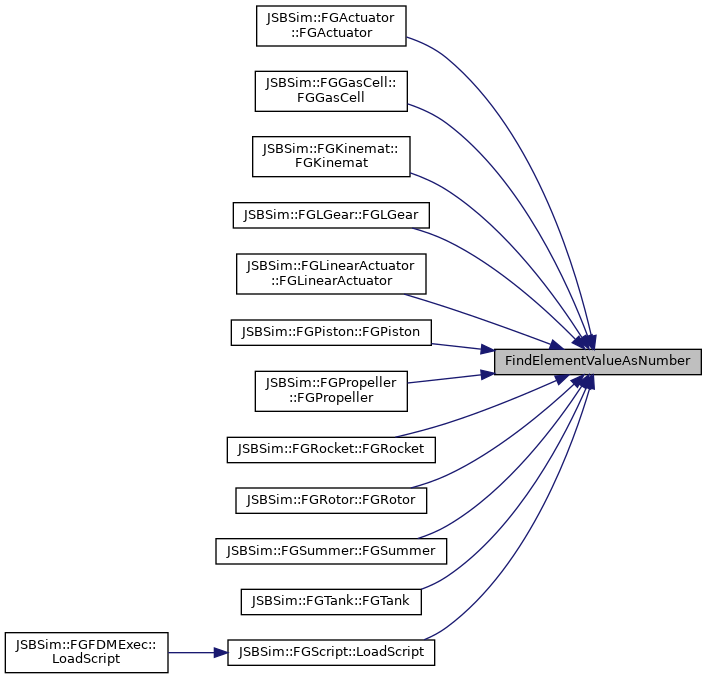 JSBSim::FGActuator
::FGActuator
JSBSim::FGGasCell::
FGGasCell
JSBSim::FGKinemat::
FGKinemat
JSBSim::FGLGear::FGLGear
JSBSim::FGLinearActuator
::FGLinearActuator
JSBSim::FGPiston::FGPiston
FindElementValueAsNumber
JSBSim::FGPropeller
::FGPropeller
JSBSim::FGRocket::FGRocket
JSBSim::FGRotor::FGRotor
JSBSim::FGSummer::FGSummer
JSBSim::FGTank::FGTank
JSBSim::FGFDMExec::
LoadScript
JSBSim::FGScript::LoadScript